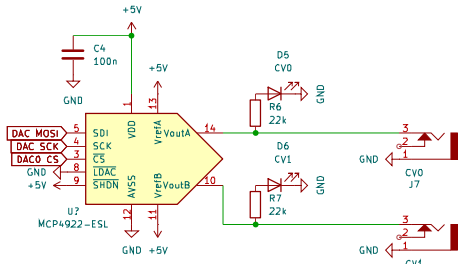 +5V
C4
100n
GND
+5V
D5
CV0
GND
R6
22k
1
13
VDD
VrefA
VoutA
14
DAC MOSI
5
SDI
DAC SCK
4
SCK
DAC0 CS
3
CS
GND
8
LDAC
+5V
9
SHDN
AVSS
VrefB
VoutB
10
12
11
U?
MCP4922-ESL
GND
+5V
D6
CV1
GND
R7
22k
3
2
GND
1
CV0
J7
3
2
GND
1
CV1